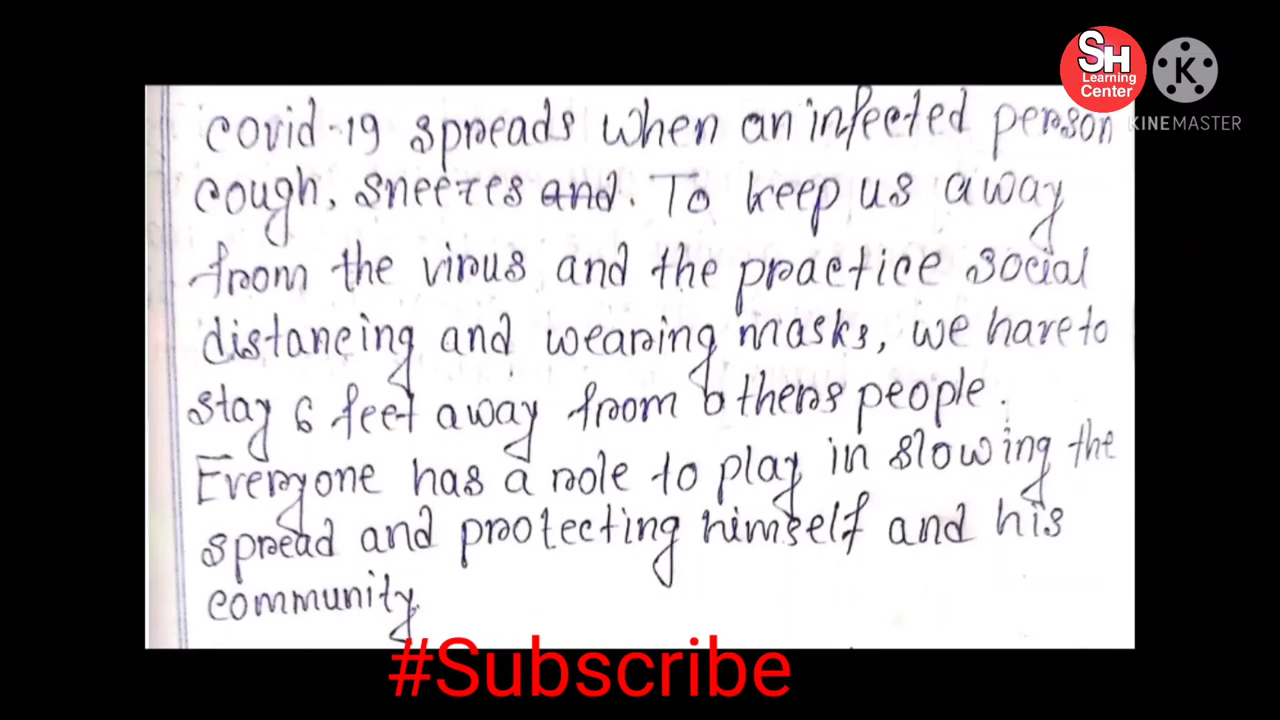 SH
Learning
Center
KINEMASTER
covid-19 spreads when an infected person
cough, sneezes and. To keep us away
from the virus and the practice social
distancing and wearing masks, we have to
stay 6 feet away from others people.
Everyone has a role to play in slowing the
spread and protecting himself and his
community.
#Subscribe